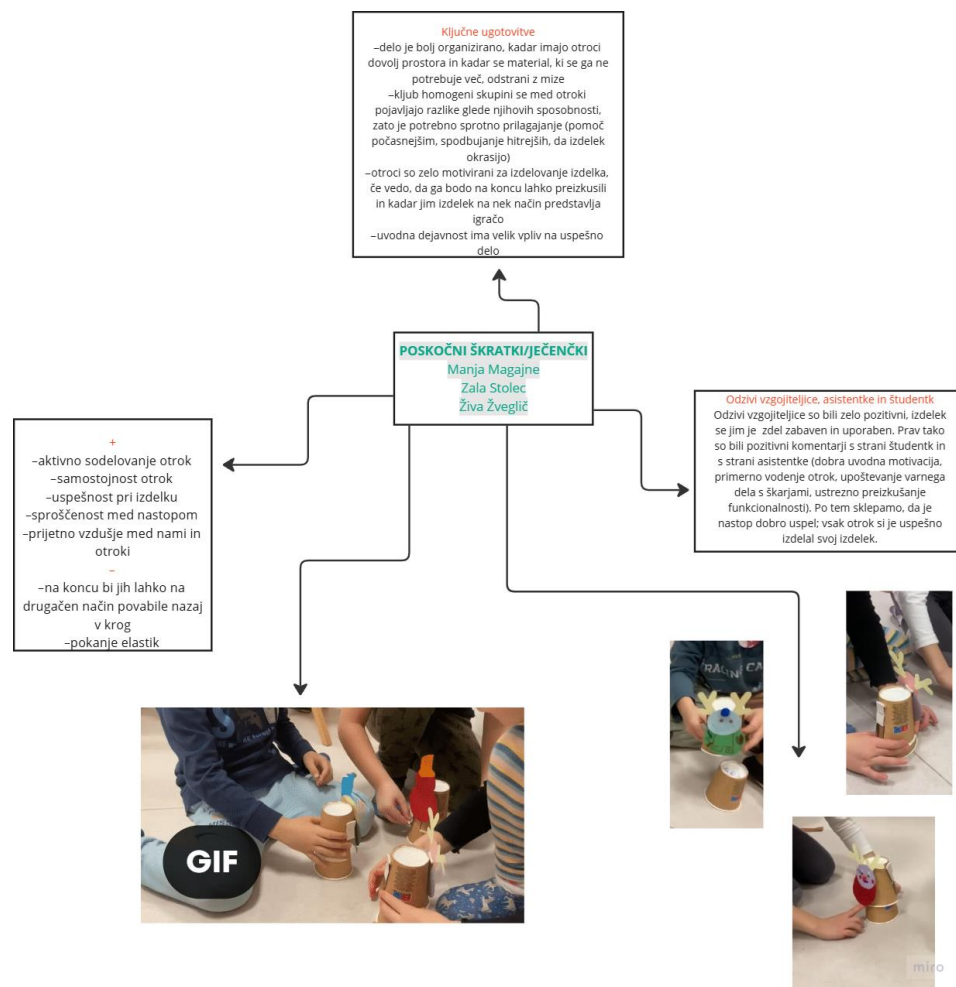 Ključne ugotovitve
–delo je bolj organizirano, kadar imajo otroci
dovolj prostora in kadar se material, ki se ga ne
potrebuje več, odstrani z mize
–kljub homogeni skupini se med otroki
pojavljajo razlike glede njihovih sposobnosti,
zato je potrebno sprotno prilagajanje (pomoč
počasnejšim, spodbujanje hitrejših, da izdelek
okrasijo)
–otroci so zelo motivirani za izdelovanje izdelka,
če vedo, da ga bodo na koncu lahko preizkusili
in kadar jim izdelek na nek način predstavlja
igračo
–uvodna dejavnost ima velik vpliv na uspešno
delo
POSKOČNI ŠKRATKI/JEČENČKI
Manja Magajne
Zala Stolec
Živa Žveglič
+
–aktivno sodelovanje otrok
–samostojnost otrok
–uspešnost pri izdelku
–sproščenost med nastopom
–prijetno vzdušje med nami in
otroki
–
–na koncu bi jih lahko na
drugačen način povabile nazaj
v krog
–pokanje elastik
Odzivi vzgojiteljice, asistentke in študentk
Odzivi vzgojiteljice so bili zelo pozitivni, izdelek
se jim je zdel zabaven in uporaben. Prav tako
so bili pozitivni komentarji s strani študentk in
s strani asistentke (dobra uvodna motivacija,
primerno vodenje otrok, upoštevanje varnega
dela s škarjami, ustrezno preizkušanje
funkcionalnosti). Po tem sklepamo, da je
nastop dobro uspel; vsak otrok si je uspešno
izdelal svoj izdelek.
GIF
miro